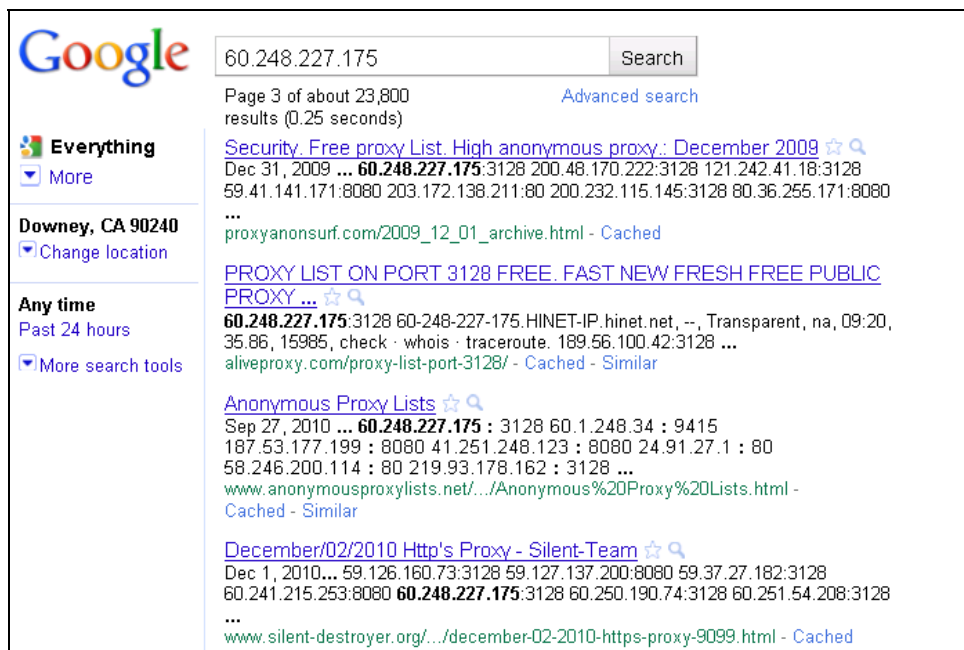 Google
60.248.227.175 Search
Page 3 of about 23,800 Advanced search
results (0.25 seconds)
Everything
More
Downey, CA 90240
Change location
Any time
Past 24 hours
More search tools
Security. Free proxy List. High anonymous proxy.: December 2009
Dec 31, 2009 ... 60.248.227.175:3128 200.48.170.222:3128 121.242.41.18:3128
59.41.141.171:8080 203.172.138.211:80 200.232.115.145:3128 80.36.255.171:8080
...
proxyanonsurf.com/2009_12_01_archive.html - Cached
PROXY LIST ON PORT 3128 FREE. FAST NEW FRESH FREE PUBLIC
PROXY ...
60.248.227.175:3128 60-248-227-175.HINET-IP.hinet.net, --, Transparent, na, 09:20,
35.86, 15985, check · whois · traceroute. 189.56.100.42:3128 ...
aliveproxy.com/proxy-list-port-3128/ - Cached - Similar
Anonymous Proxy Lists
Sep 27, 2010 ... 60.248.227.175 : 3128 60.1.248.34 : 9415
187.53.177.199 : 8080 41.251.248.123 : 8080 24.91.27.1 : 80
58.246.200.114 : 80 219.93.178.162 : 3128 ...
www.anonymousproxylists.net/.../Anonymous%20Proxy%20Lists.html -
Cached - Similar
December/02/2010 Http's Proxy - Silent-Team
Dec 1, 2010... 59.126.160.73:3128 59.127.137.200:8080 59.37.27.182:3128
60.241.215.253:8080 60.248.227.175:3128 60.250.190.74:3128 60.251.54.208:3128
...
www.silent-destroyer.org/.../december-02-2010-https-proxy-9099.html - Cached